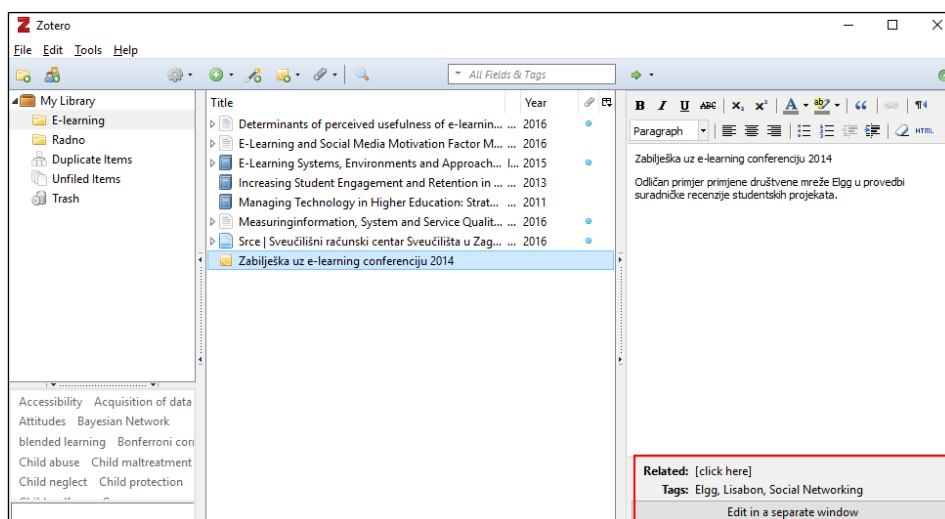 Zotero
File Edit Tools Help
All Fields & Tags
My Library
E-learning
Radno
Duplicate Items
Unfiled Items
Trash
Accessibility Acquisition of data
Attitudes Bayesian Network
blended learning Bonferroni corr
Child abuse Child maltreatment
Child neglect Child protection
Title Year
Determinants of perceived usefulness of e-learnin... ... 2016
E-Learning and Social Media Motivation Factor M... ... 2016
E-Learning Systems, Environments and Approach... I... 2015
Increasing Student Engagement and Retention in ... ... 2013
Managing Technology in Higher Education: Strat... ... 2011
Measuringinformation, System and Service Qualit... ... 2016
Srce | Sveučilišni računski centar Sveučilišta u Zag... ... 2016
Zabilješka uz e-learning conferenciju 2014
B I U ABC X₂ X² A ab
Paragraph HTML
Zabilješka uz e-learning conferenciju 2014
Odličan primjer primjene društvene mreže Elgg u provedbi
suradničke recenzije studentskih projekata.
Related: [click here]
Tags: Elgg, Lisabon, Social Networking
Edit in a separate window